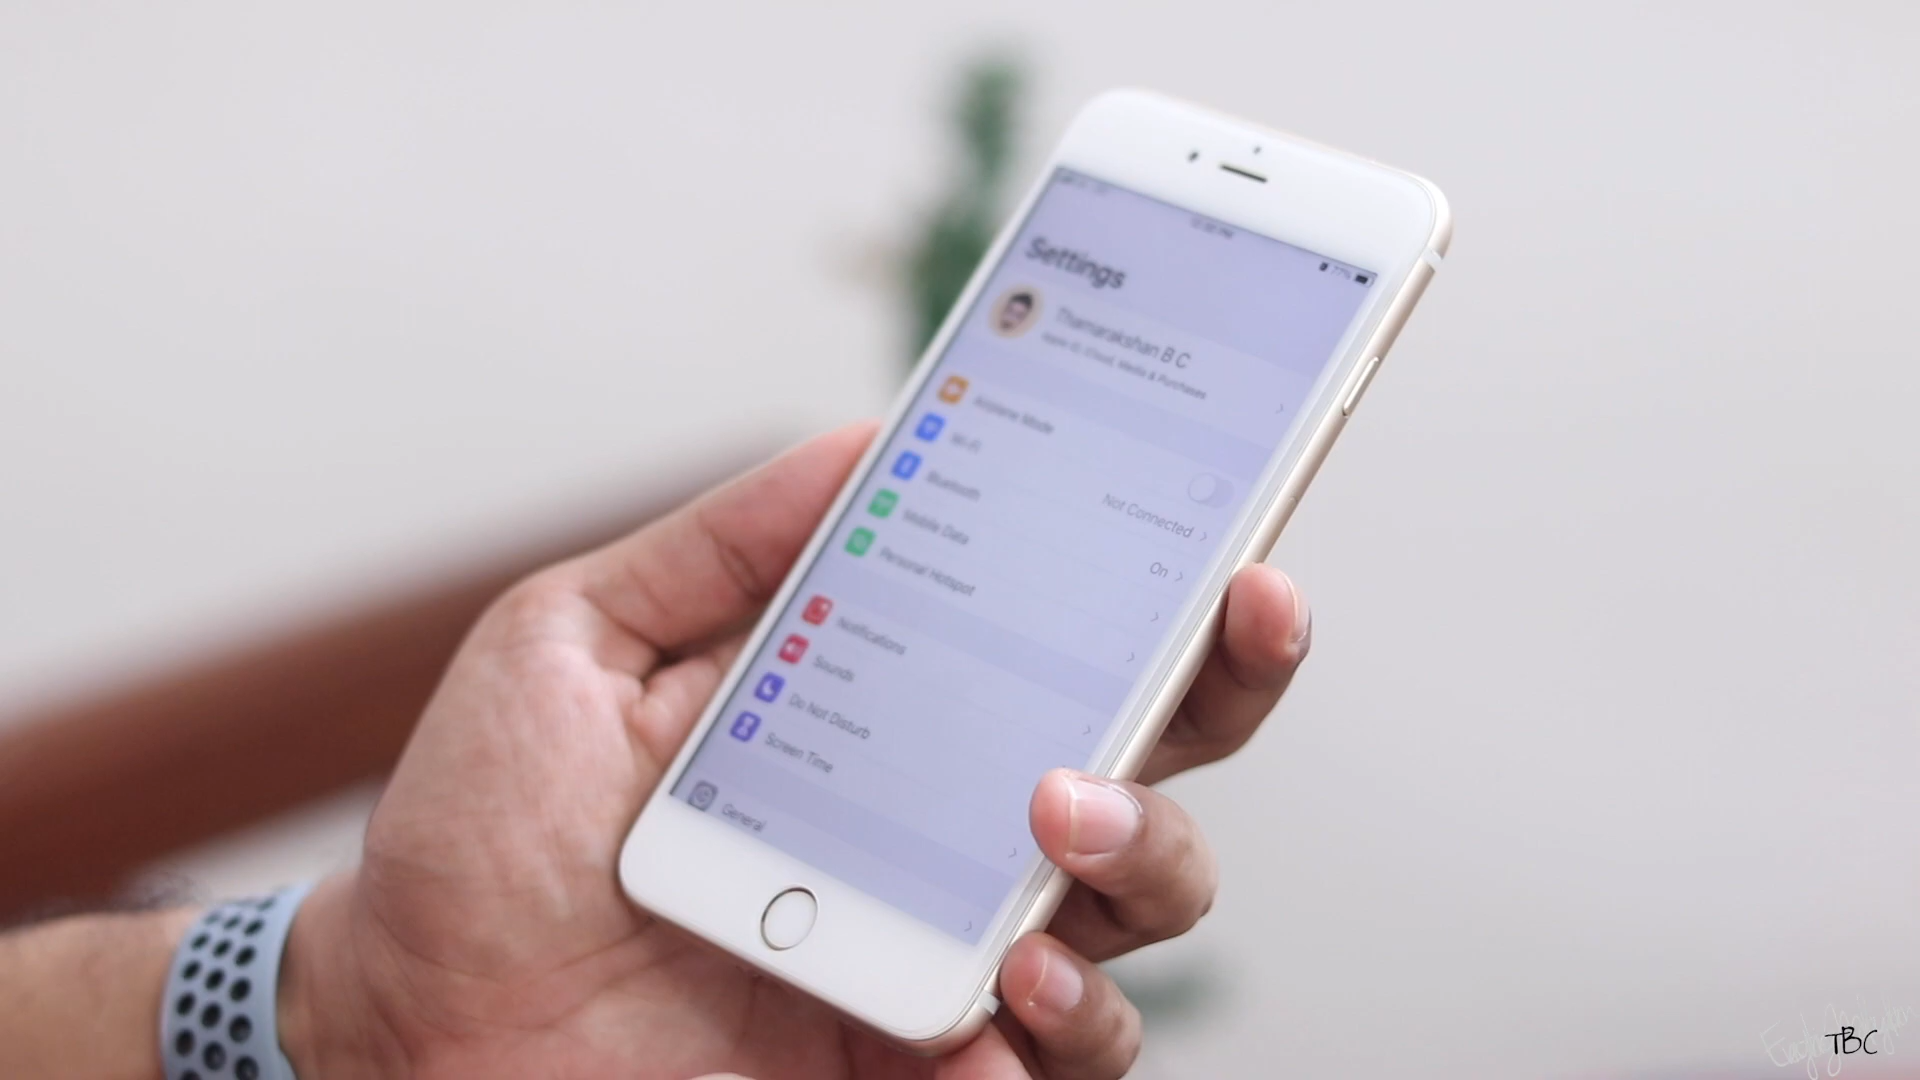 77%
Settings
Thamarakshan B C
Apple ID, iCloud, Media & Purchases
Airplane Mode
Wi-Fi
Not Connected
Bluetooth
On
Mobile Data
Personal Hotspot
Notifications
Sounds
Do Not Disturb
Screen Time
General
TBC